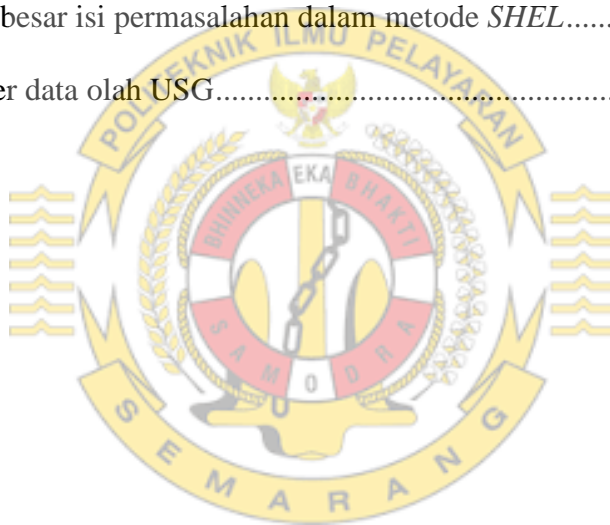 besar isi permasalahan dalam metode SHEL......
er data olah USG..........................................
POLITEKNIK ILMU PELAYARAN
BHINNEKA EKA BHAKTI
SAMODRA
SEMARANG